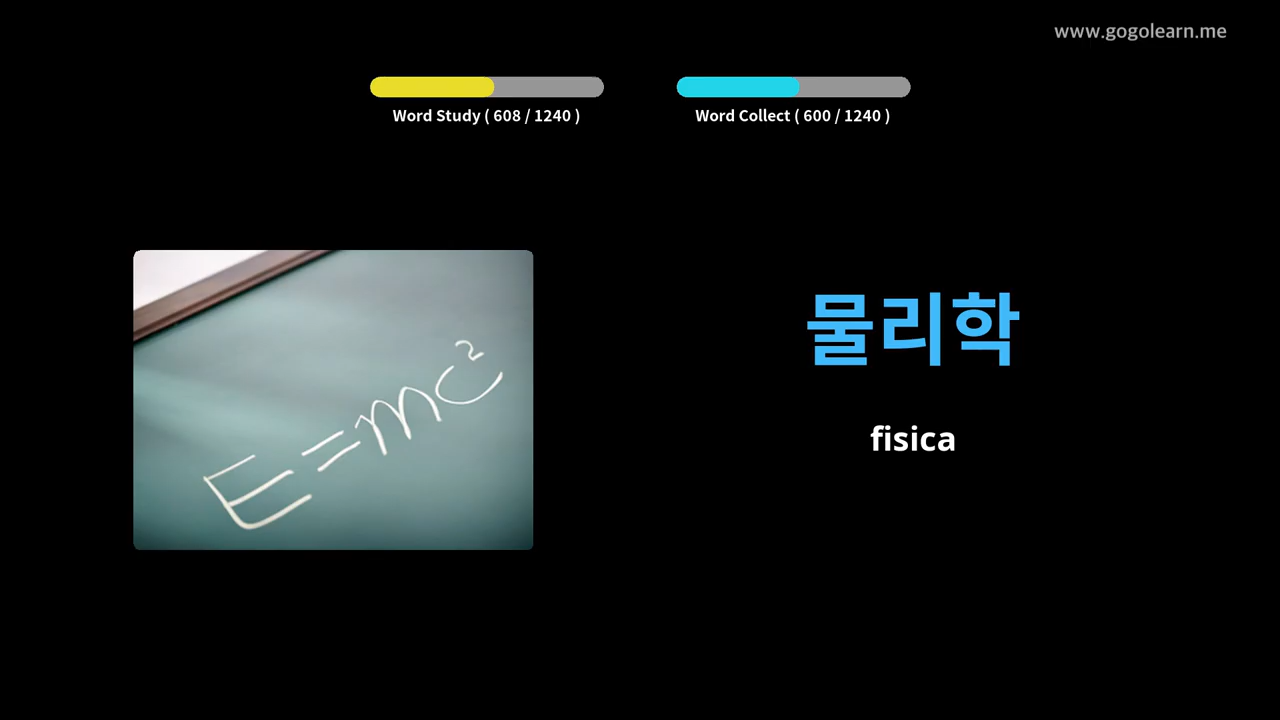 www.gogolearn.me
Word Study ( 608 / 1240 )
Word Collect ( 600 / 1240 )
E=mc²
물리학
fisica